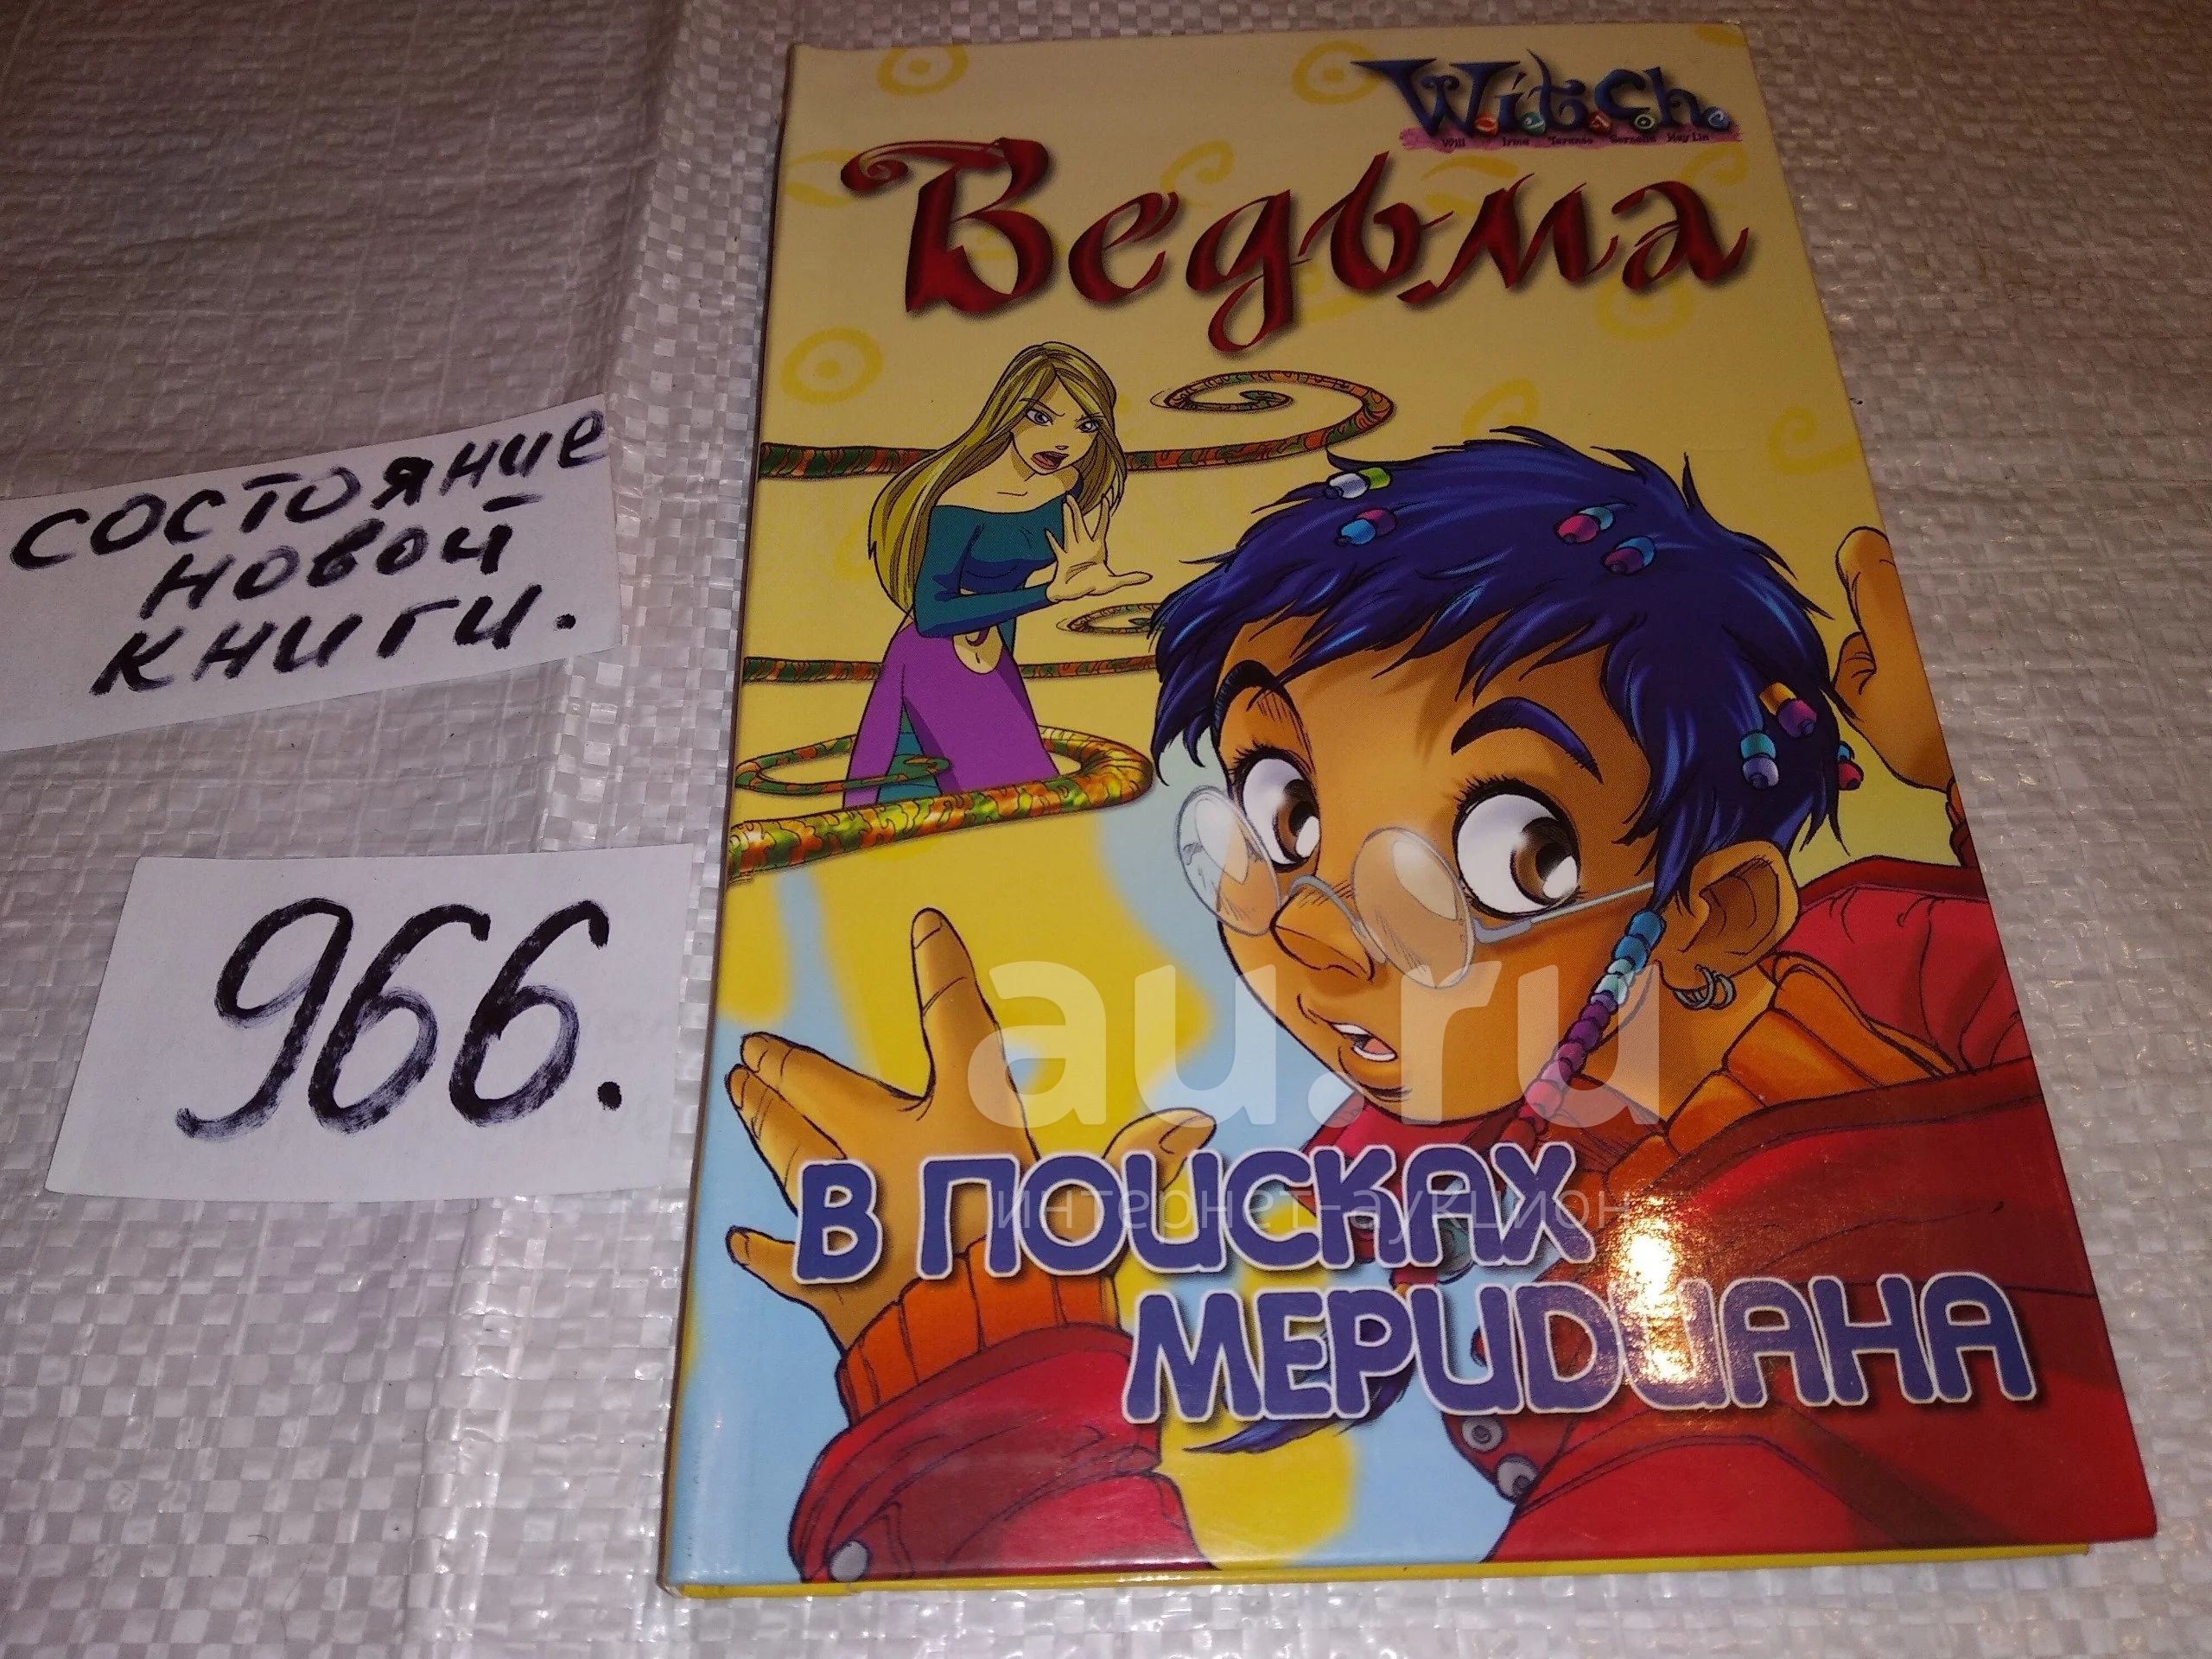 W.i.t.c.h.
Will Irma Taranee Cornelia Hay Lin
Ведьма
состояние
новой
книги.
966.
au.ru
интернет-аукцион
В ПОИСКАХ
МЕРИДИАНА